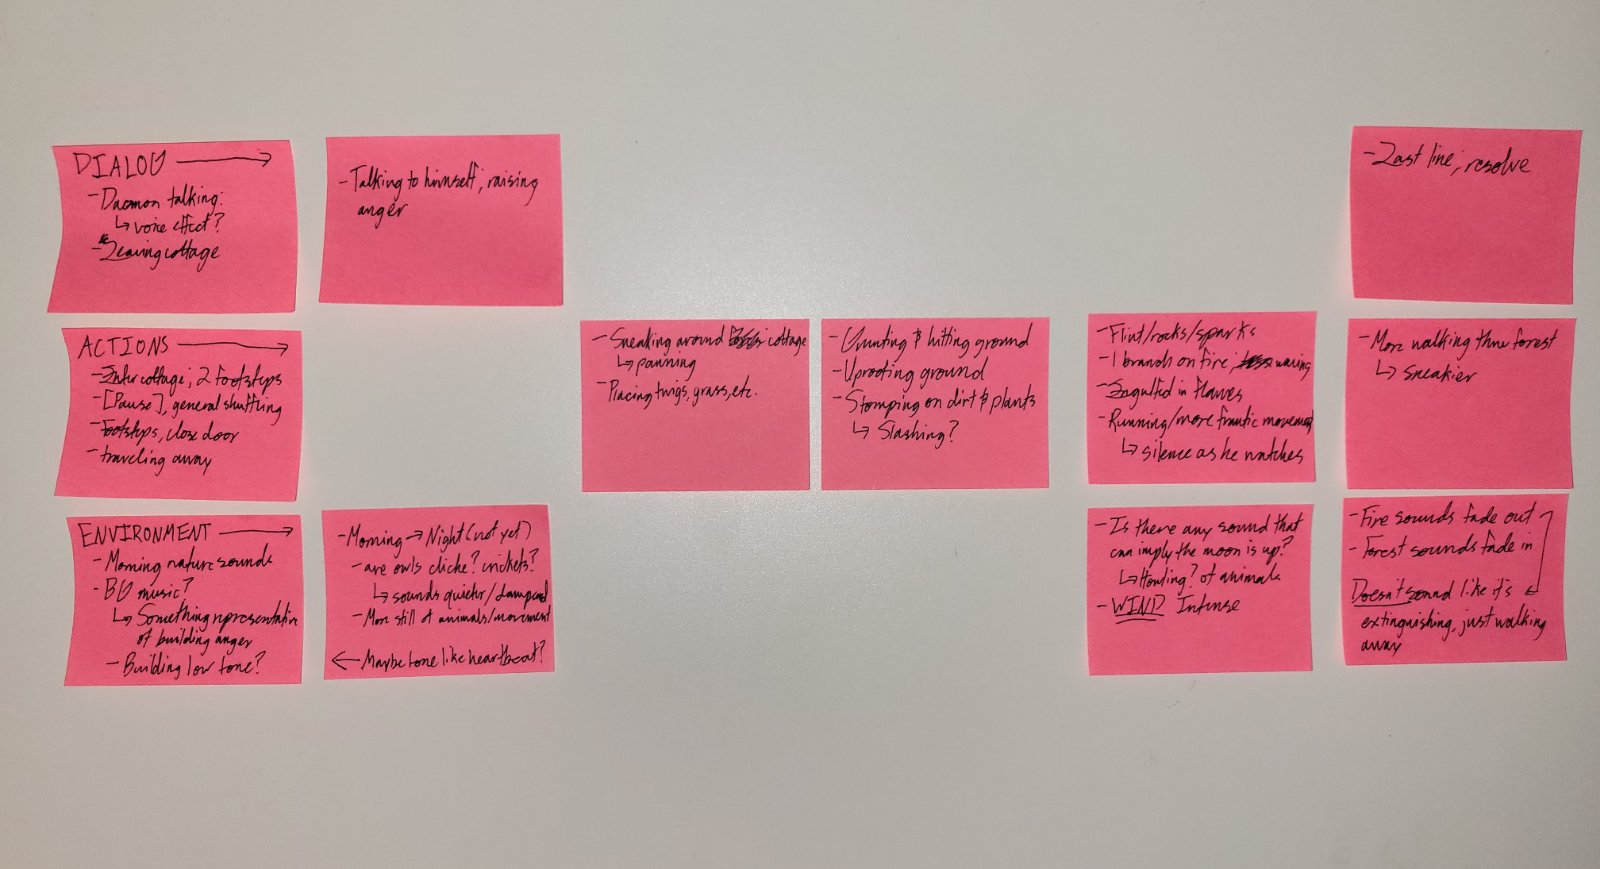 DIALOG →
- Daemon talking:
↳ voice effect?
- Leaving cottage
- Talking to himself, raising
anger
- Last line, resolve
ACTIONS →
- Enter cottage, 2 footsteps
- [Pause], general shuffling
- Footsteps, close door
- traveling away
- Sneaking around cottage
↳ panning
- Placing twigs, grass, etc.
- Grunting & hitting ground
- Uprooting ground
- Stomping on dirt & plants
↳ Slashing?
- Flint/rocks/sparks
- 1 branch on fire, waving
- Engulfed in flames
- Running/more frantic movement
↳ silence as he watches
- More walking thru forest
↳ sneakier
ENVIRONMENT →
- Morning nature sounds
- BG music?
↳ Something representative
of building anger
- Building low tone?
- Morning → Night (not yet)
- are owls cliche? crickets?
↳ sounds quieter/dampened
- More still of animals/movement
← Maybe tone like heartbeat?
- Is there any sound that
can imply the moon is up?
↳ Howling? of animals
- WIND Intense
- Fire sounds fade out
- Forest sounds fade in
Doesn't sound like it's
extinguishing, just walking
away